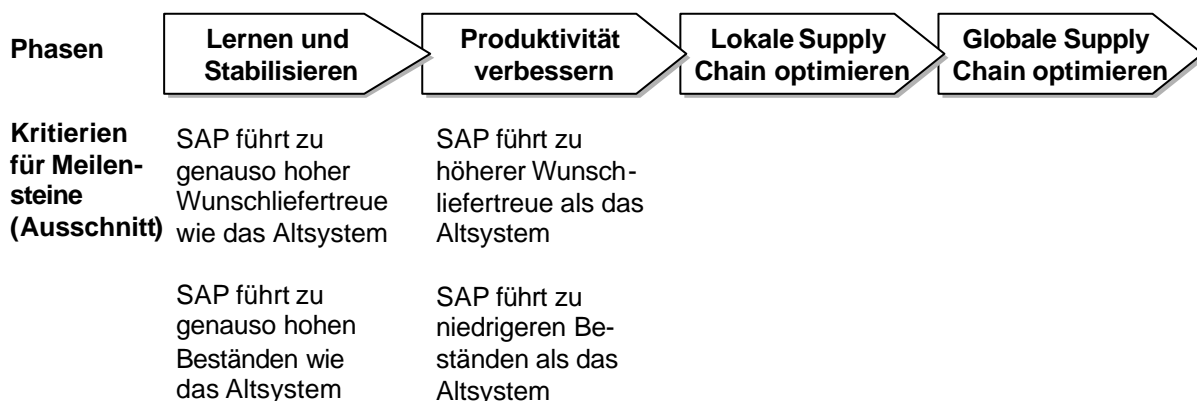 Phasen
Lernen und
Stabilisieren
Produktivität
verbessern
Lokale Supply
Chain optimieren
Globale Supply
Chain optimieren
Kritierien
für Meilen-
steine
(Ausschnitt)
SAP führt zu
genauso hoher
Wunschliefertreue
wie das Altsystem
SAP führt zu
höherer Wunsch-
liefertreue als das
Altsystem
SAP führt zu
genauso hohen
Beständen wie
das Altsystem
SAP führt zu
niedrigeren Be-
ständen als das
Altsystem